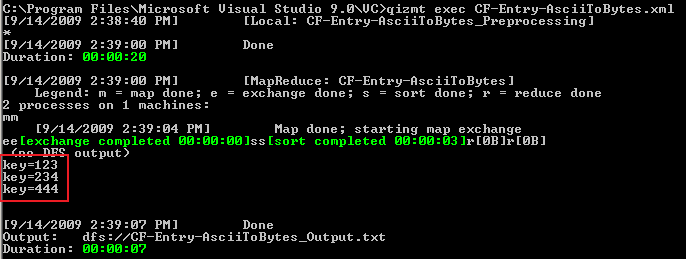 C:\Program Files\Microsoft Visual Studio 9.0\VC>qizmt exec CF-Entry-AsciiToBytes.xml
[9/14/2009 2:38:40 PM] [Local: CF-Entry-AsciiToBytes_Preprocessing]
*
[9/14/2009 2:39:00 PM] Done
Duration: 00:00:20
[9/14/2009 2:39:00 PM] [MapReduce: CF-Entry-AsciiToBytes]
Legend: m = map done; e = exchange done; s = sort done; r = reduce done
2 processes on 1 machines:
mm
[9/14/2009 2:39:04 PM] Map done; starting map exchange
ee[exchange completed 00:00:00]ss[sort completed 00:00:03]r[0B]r[0B]
(no DFS output)
key=123
key=234
key=444
[9/14/2009 2:39:07 PM] Done
Output: dfs://CF-Entry-AsciiToBytes_Output.txt
Duration: 00:00:07